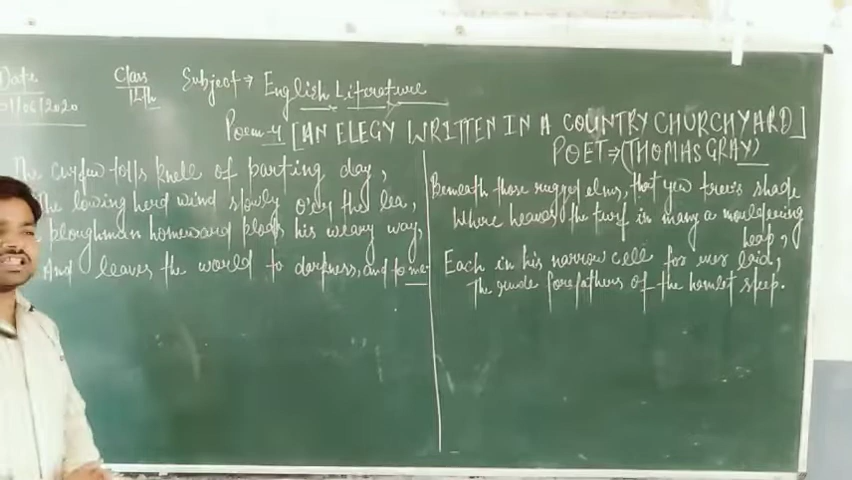 Date
Class
12th
Subject → English Literature
Poem-4 [AN ELEGY WRITTEN IN A COUNTRY CHURCHYARD]
POET ⇒ (THOMAS GRAY)
The curfew tolls knell of parting day,
The lowing herd wind slowly o'er the lea,
ploughman homeward plods his weary way,
And leaves the world to darkness, and to me.
Beneath those rugged elms, that yew tree's shade
Where heaves the turf in many a mouldering
heap,
Each in his narrow cell for ever laid,
The rude forefathers of the hamlet sleep.